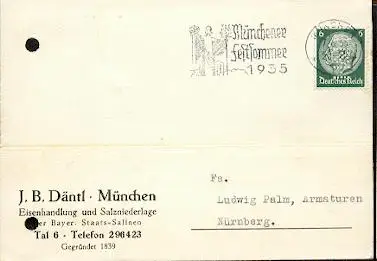 Münchener
Festsommer
1935
6 6
Deutsches Reich
J. B. Däntl · München
Eisenhandlung und Salzniederlage
der Bayer. Staats-Salinen
Tal 6 · Telefon 296423
Gegründet 1839
Fa.
Ludwig Palm, Armaturen
Nürnberg.